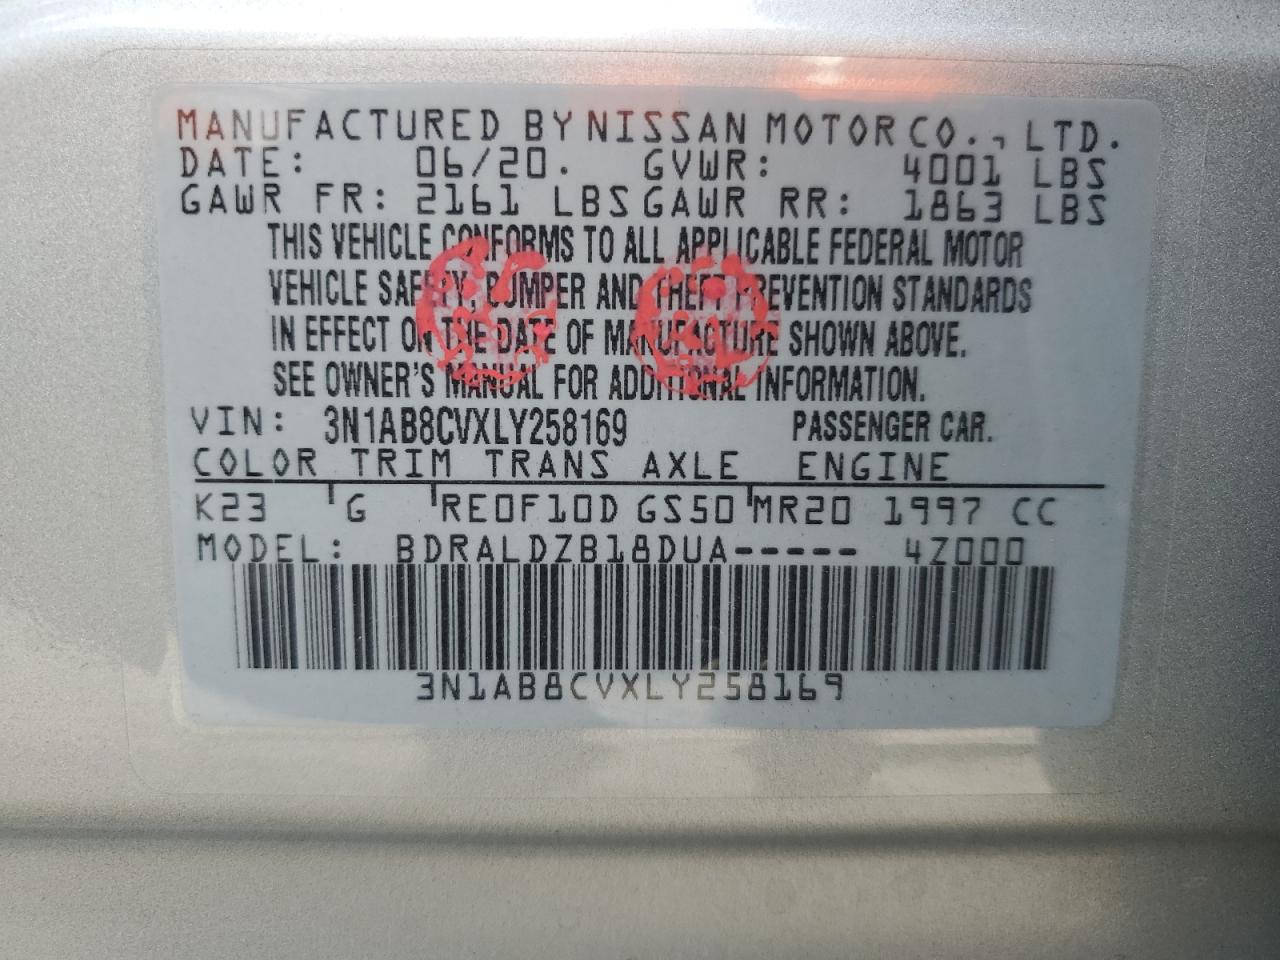 MANUFACTURED BY NISSAN MOTOR CO., LTD.
DATE: 06/20. GVWR: 4001 LBS
GAWR FR: 2161 LBS GAWR RR: 1863 LBS
THIS VEHICLE CONFORMS TO ALL APPLICABLE FEDERAL MOTOR
VEHICLE SAFETY, BUMPER AND THEFT PREVENTION STANDARDS
IN EFFECT ON THE DATE OF MANUFACTURE SHOWN ABOVE.
SEE OWNER'S MANUAL FOR ADDITIONAL INFORMATION.
VIN: 3N1AB8CVXLY258169 PASSENGER CAR.
COLOR TRIM TRANS AXLE ENGINE
K23 G RE0F10D GS50 MR20 1997 CC
MODEL: BDRALDZB18DUA----- 4Z000
3N1AB8CVXLY258169